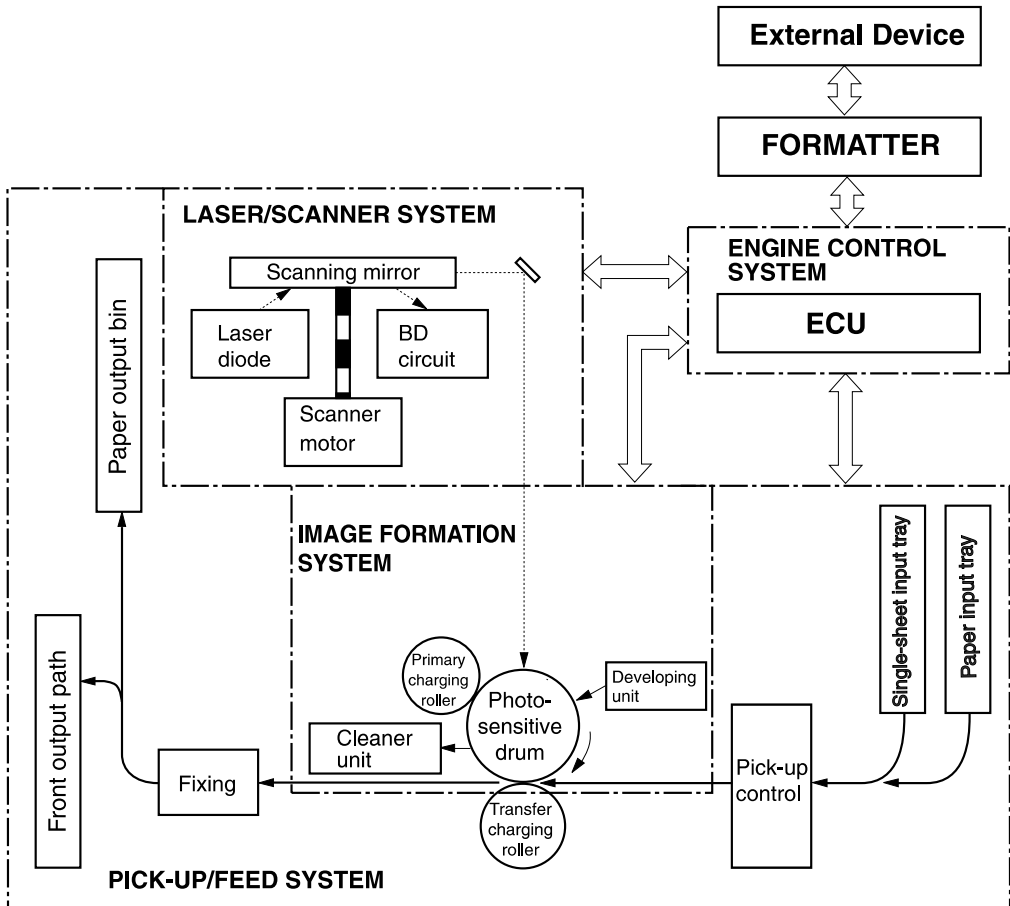 External Device
FORMATTER
LASER/SCANNER SYSTEM
ENGINE CONTROL
SYSTEM
ECU
Scanning mirror
Laser
diode
BD
circuit
Scanner
motor
Paper output bin
IMAGE FORMATION
SYSTEM
Single-sheet input tray
Paper input tray
Primary
charging
roller
Photo-
sensitive
drum
Developing
unit
Cleaner
unit
Front output path
Fixing
Pick-up
control
Transfer
charging
roller
PICK-UP/FEED SYSTEM